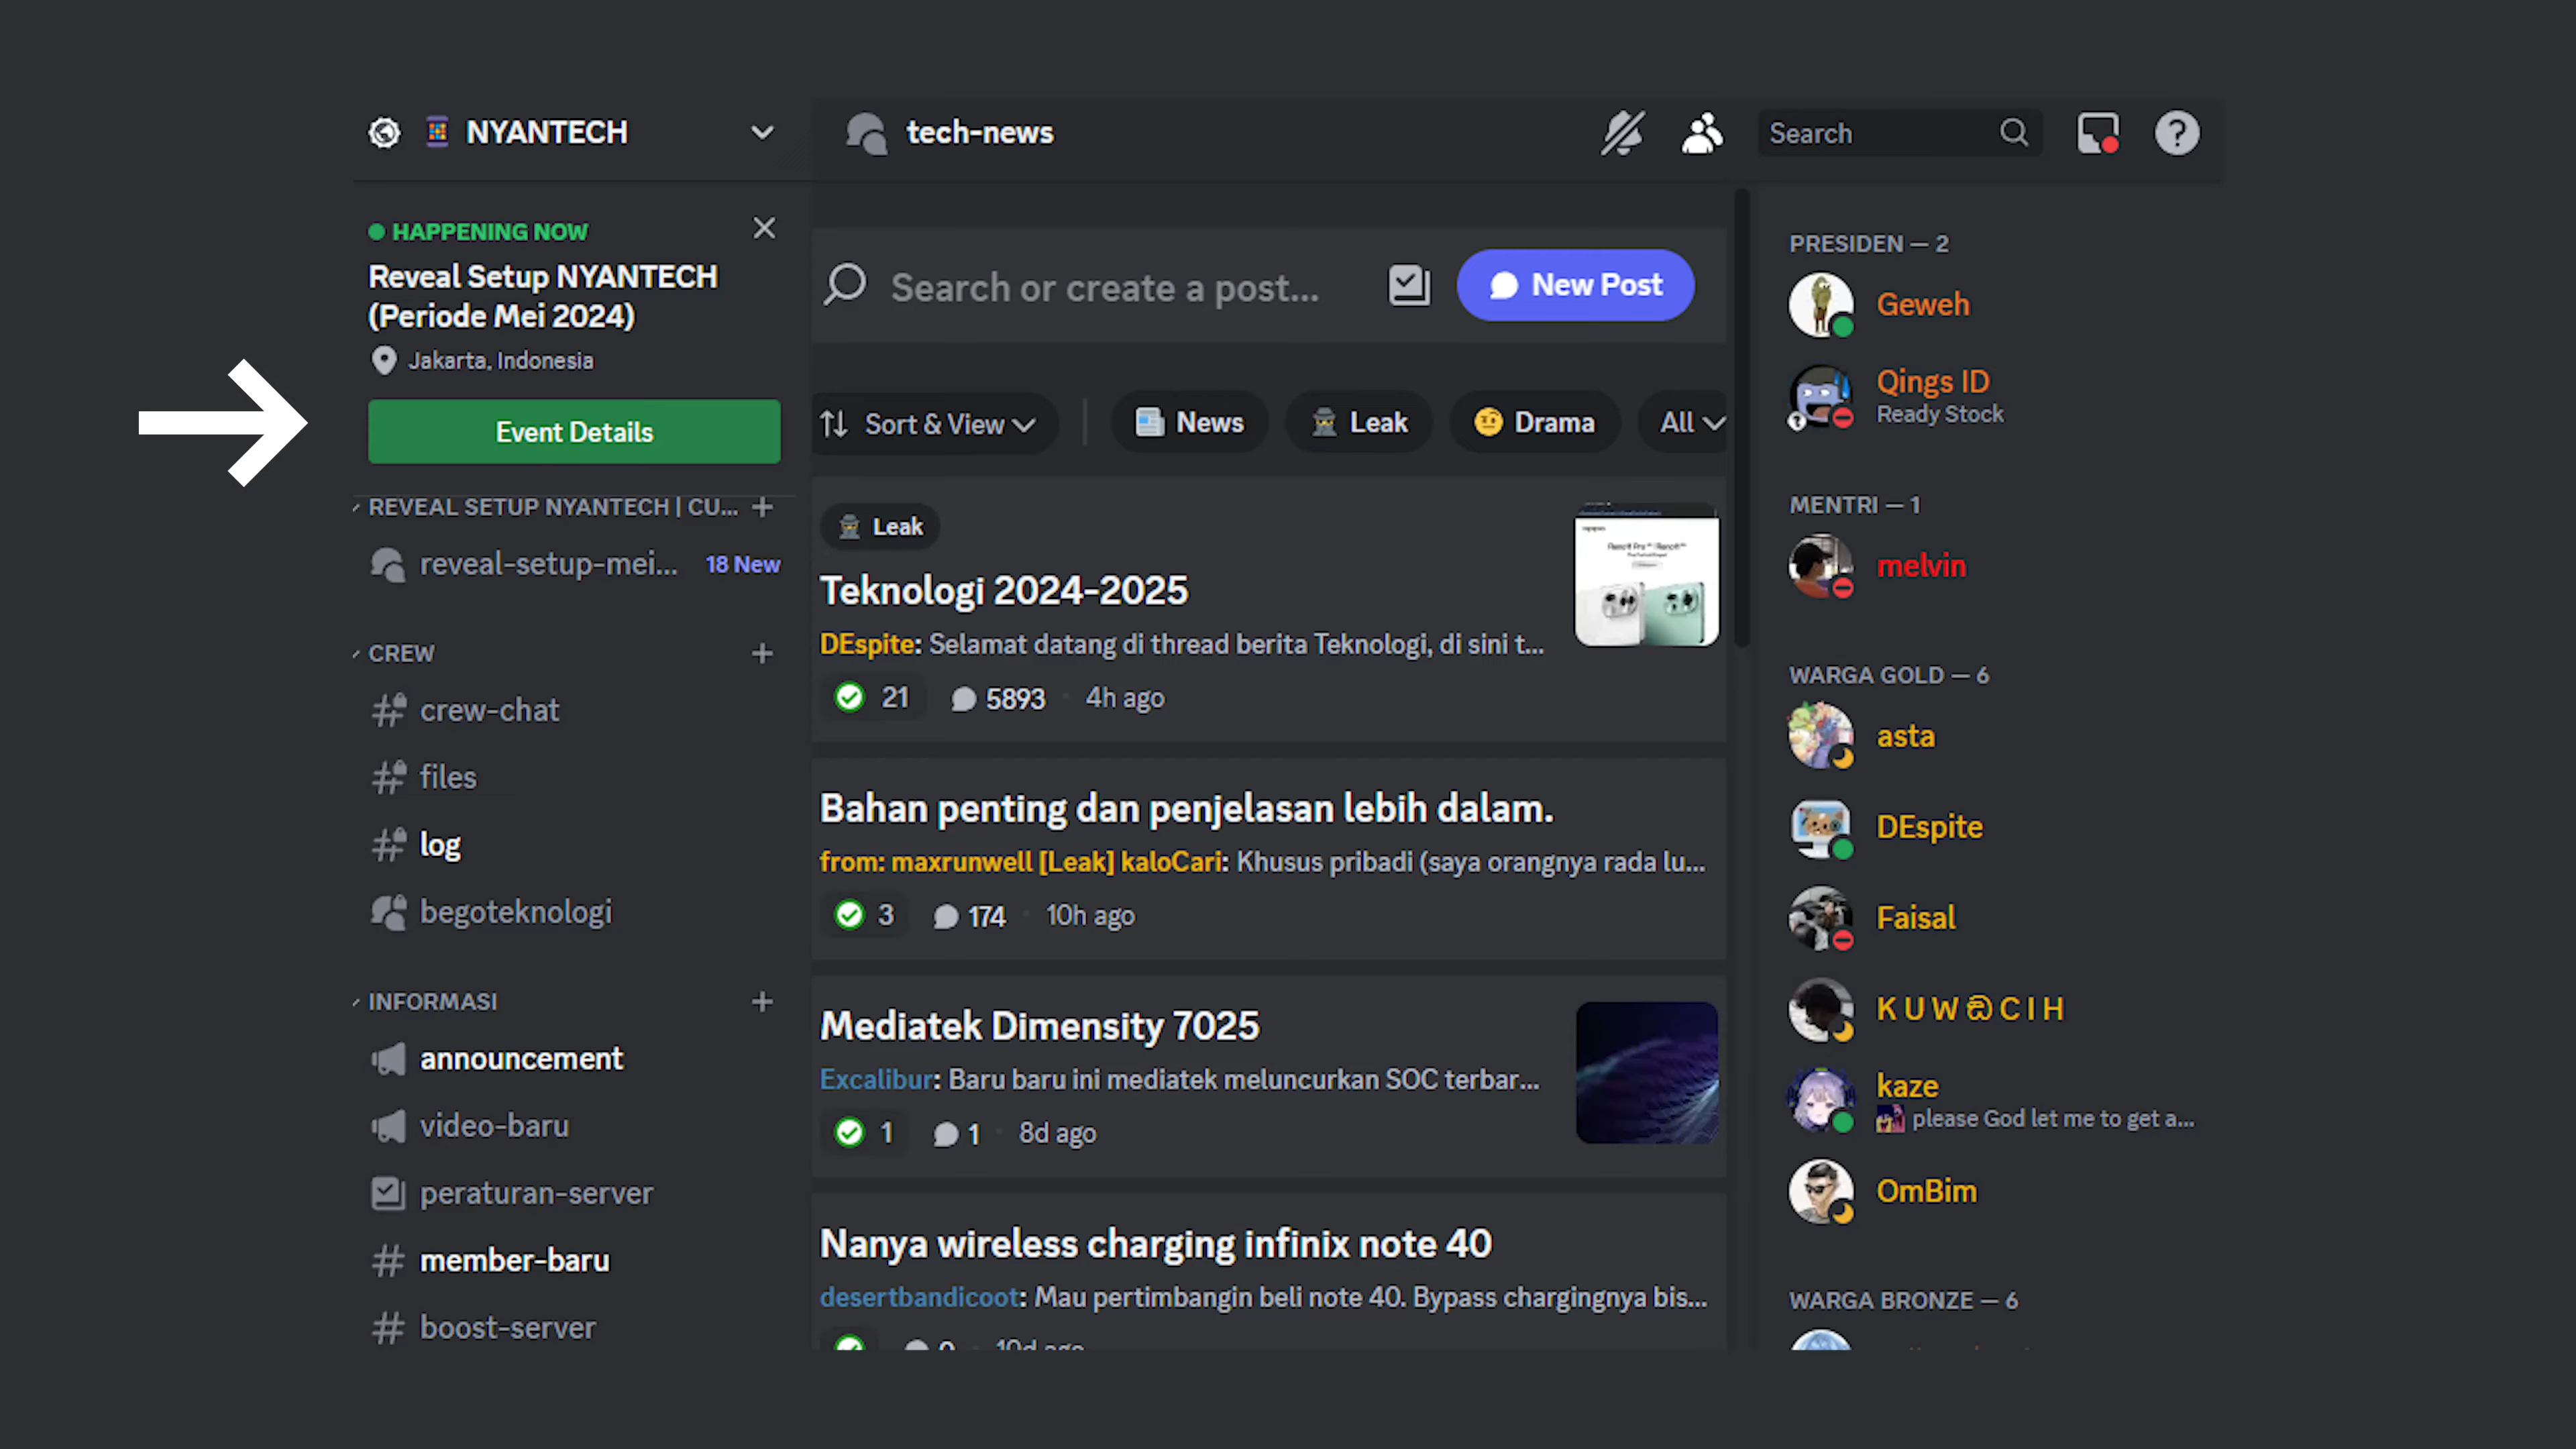 NYANTECH
tech-news
Search
HAPPENING NOW
Reveal Setup NYANTECH
(Periode Mei 2024)
Jakarta, Indonesia
Event Details
REVEAL SETUP NYANTECH | CU...
reveal-setup-mei... 18 New
CREW
crew-chat
files
log
begoteknologi
INFORMASI
announcement
video-baru
peraturan-server
member-baru
boost-server
Search or create a post...
New Post
Sort & View
News
Leak
Drama
All
Leak
Teknologi 2024-2025
DEspite: Selamat datang di thread berita Teknologi, di sini t...
21 5893 4h ago
Bahan penting dan penjelasan lebih dalam.
from: maxrunwell [Leak] kaloCari: Khusus pribadi (saya orangnya rada lu...
3 174 10h ago
Mediatek Dimensity 7025
Excalibur: Baru baru ini mediatek meluncurkan SOC terbar...
1 1 8d ago
Nanya wireless charging infinix note 40
desertbandicoot: Mau pertimbangin beli note 40. Bypass chargingnya bis...
10d ago
PRESIDEN — 2
Geweh
Qings ID
Ready Stock
MENTRI — 1
melvin
WARGA GOLD — 6
asta
DEspite
Faisal
kaze
please God let me to get a...
OmBim
WARGA BRONZE — 6